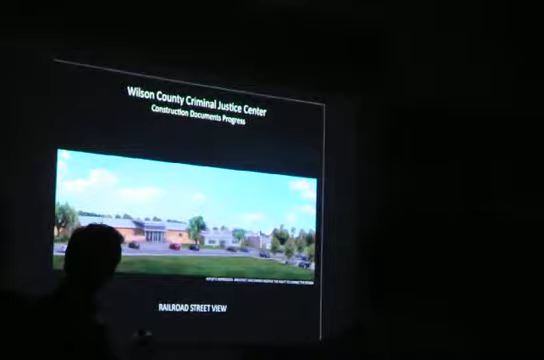 Wilson County Criminal Justice Center
Construction Documents Progress
RAILROAD STREET VIEW